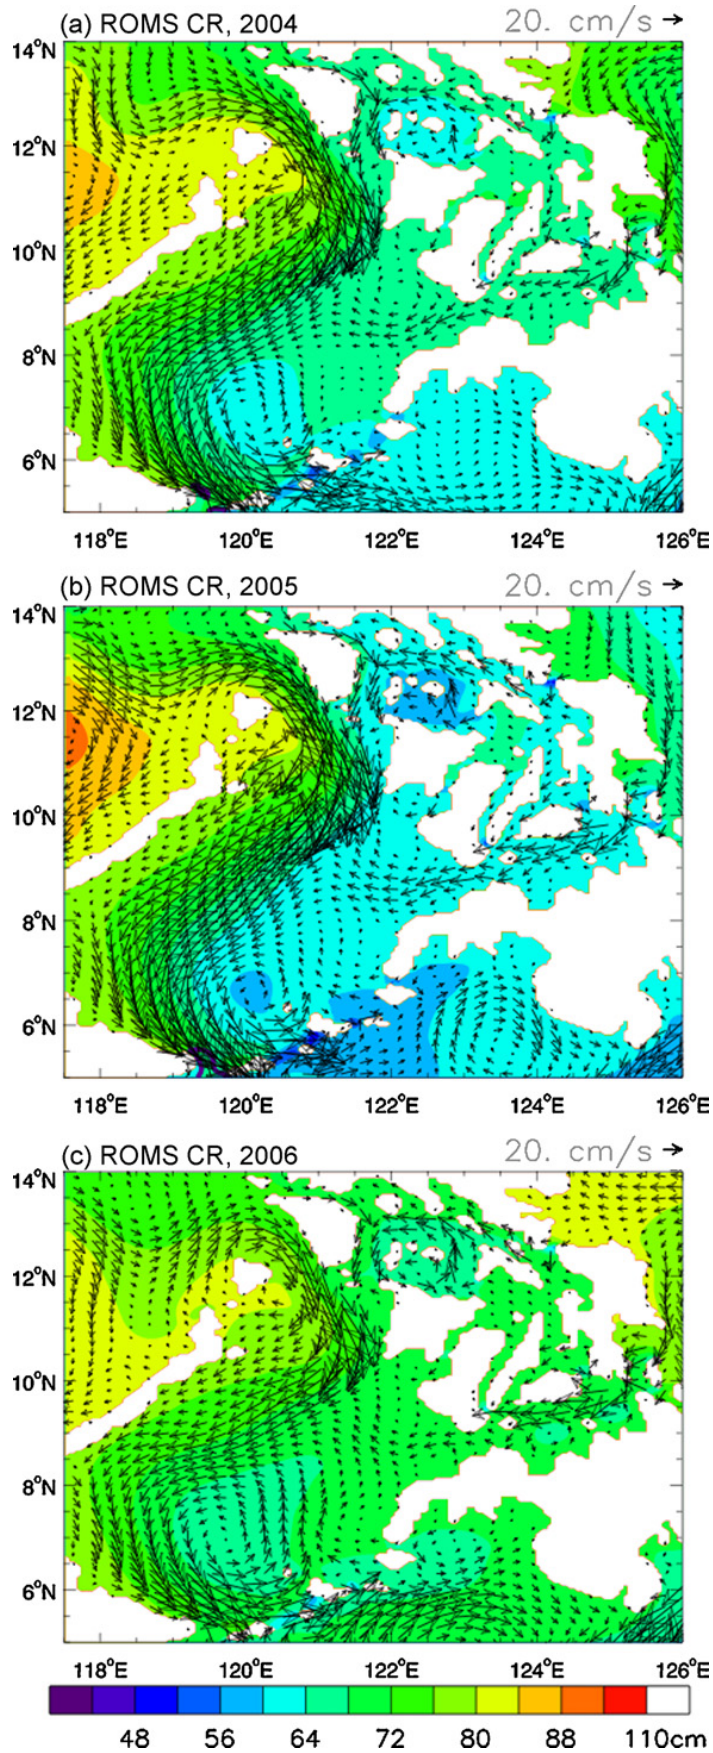 (a) ROMS CR, 2004 20. cm/s
14°N
12°N
10°N
8°N
6°N
118°E 120°E 122°E 124°E 126°E
(b) ROMS CR, 2005 20. cm/s
14°N
12°N
10°N
8°N
6°N
118°E 120°E 122°E 124°E 126°E
(c) ROMS CR, 2006 20. cm/s
14°N
12°N
10°N
8°N
6°N
118°E 120°E 122°E 124°E 126°E
48 56 64 72 80 88 110cm